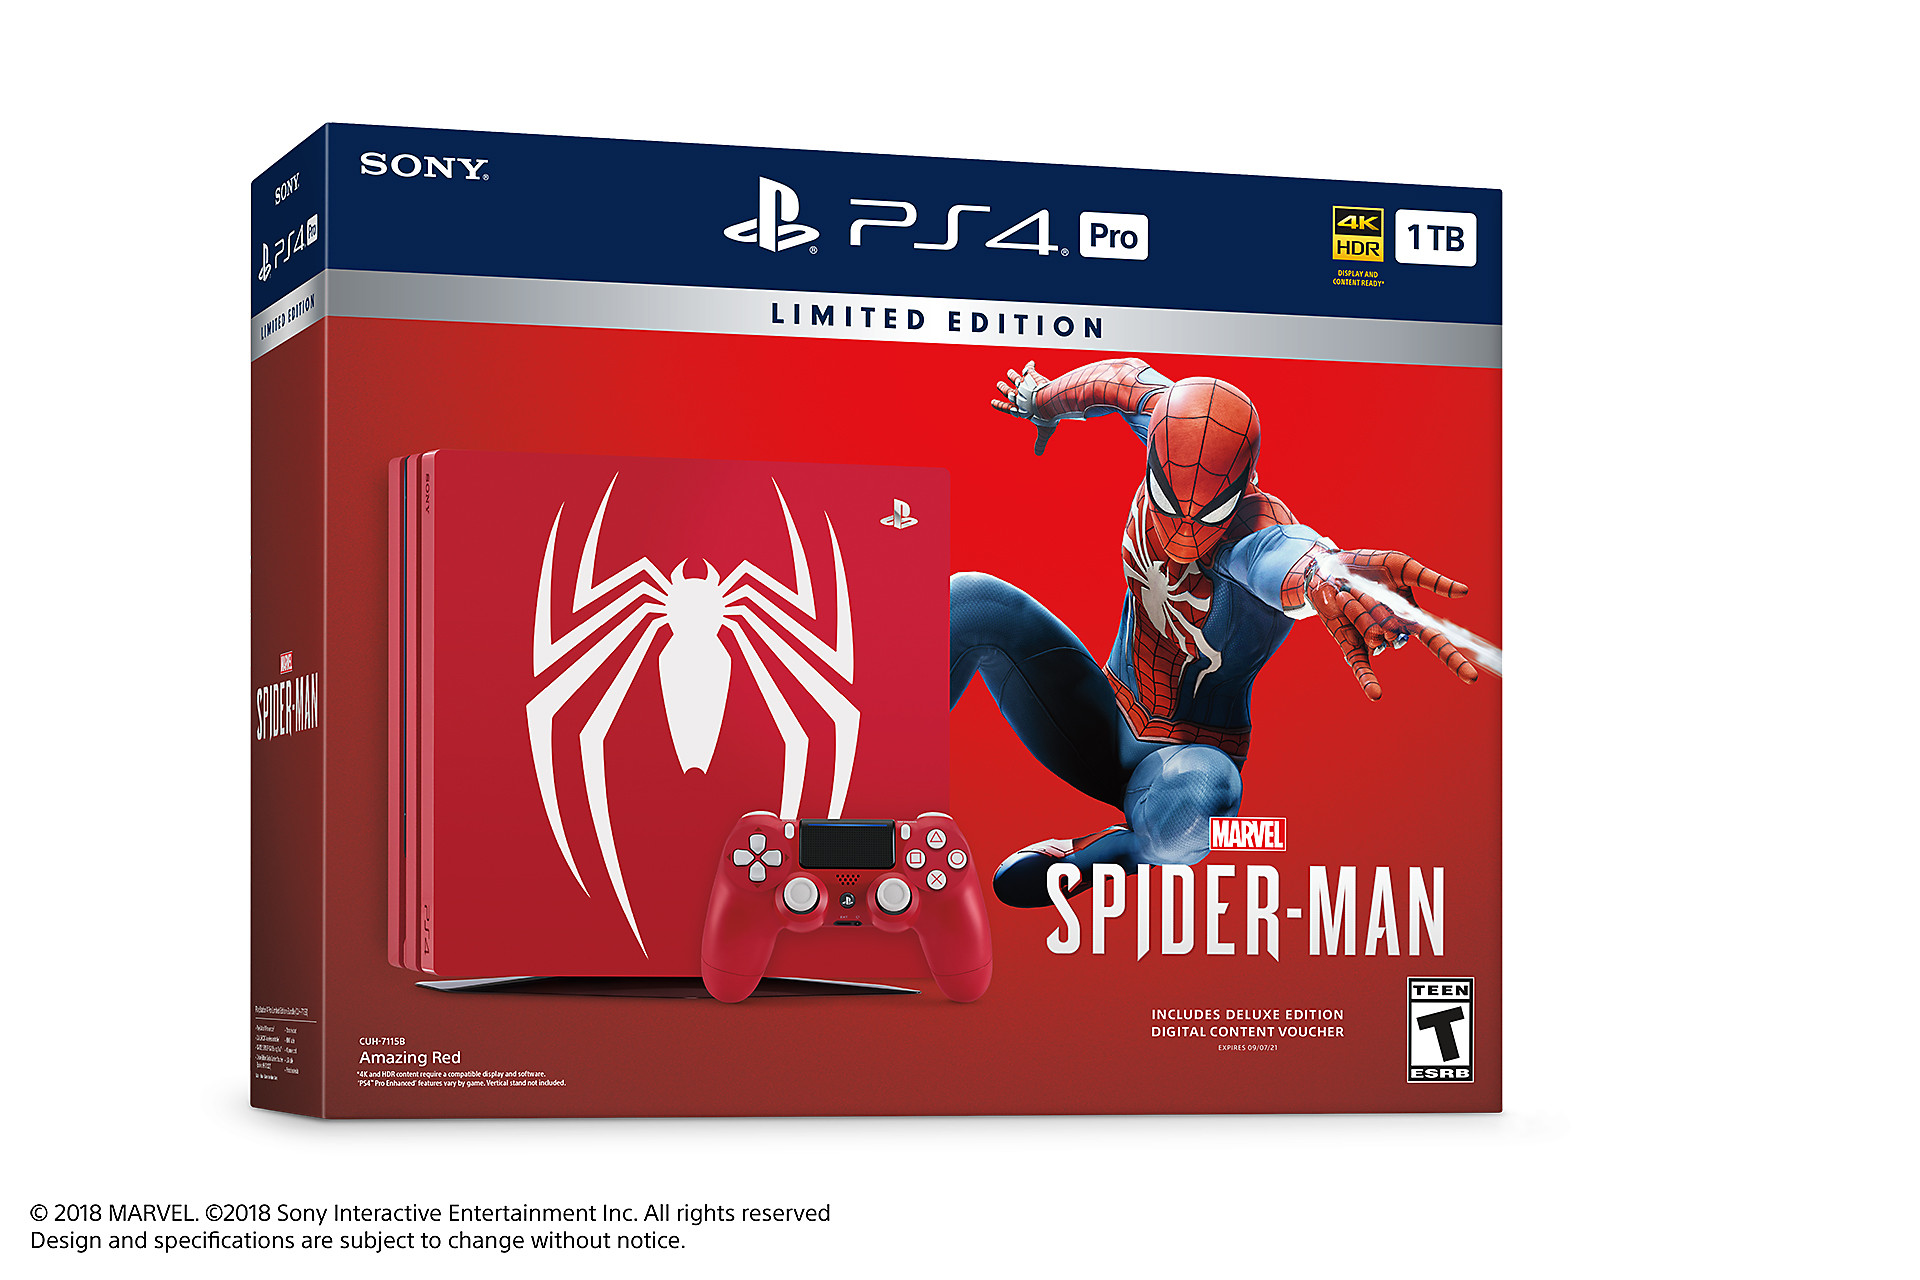 SONY
PS4 Pro
LIMITED EDITION
MARVEL
SPIDER-MAN
SONY®
PS4® Pro
4K
HDR
DISPLAY AND
CONTENT READY*
1 TB
LIMITED EDITION
SONY
PS4
MARVEL
SPIDER-MAN
INCLUDES DELUXE EDITION
DIGITAL CONTENT VOUCHER
EXPIRES 09/07/21
TEEN
T
ESRB
CUH-7115B
Amazing Red
*4K and HDR content require a compatible display and software.
'PS4™ Pro Enhanced' features vary by game. Vertical stand not included.
© 2018 MARVEL. ©2018 Sony Interactive Entertainment Inc. All rights reserved
Design and specifications are subject to change without notice.